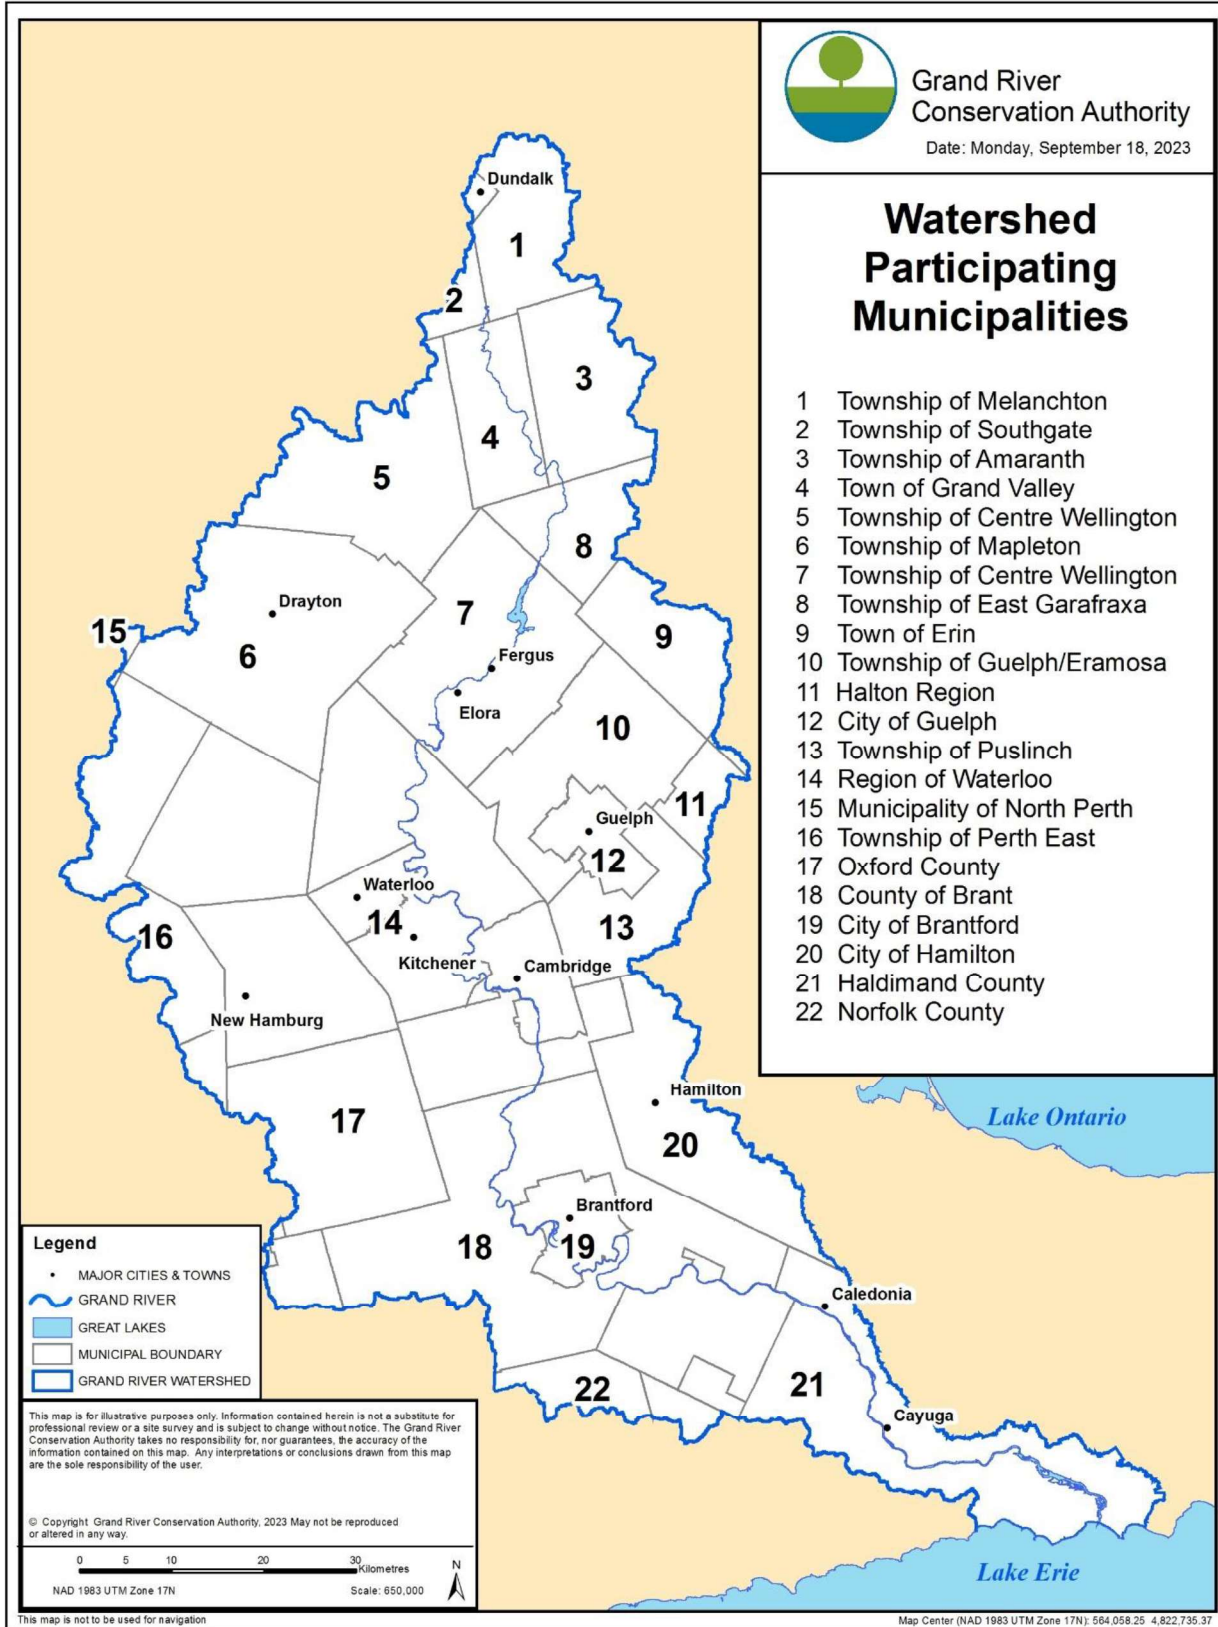 Grand River
Conservation Authority
Date: Monday, September 18, 2023
Watershed
Participating
Municipalities
1 Township of Melanchton
2 Township of Southgate
3 Township of Amaranth
4 Town of Grand Valley
5 Township of Centre Wellington
6 Township of Mapleton
7 Township of Centre Wellington
8 Township of East Garafraxa
9 Town of Erin
10 Township of Guelph/Eramosa
11 Halton Region
12 City of Guelph
13 Township of Puslinch
14 Region of Waterloo
15 Municipality of North Perth
16 Township of Perth East
17 Oxford County
18 County of Brant
19 City of Brantford
20 City of Hamilton
21 Haldimand County
22 Norfolk County
Dundalk
1
2
3
4
5
8
Drayton
7
15
9
6
Fergus
Elora
10
11
Guelph
12
Waterloo
14
13
16
Kitchener
Cambridge
New Hamburg
Hamilton
Lake Ontario
17
20
Brantford
18
19
Caledonia
21
22
Cayuga
Lake Erie
Legend
MAJOR CITIES & TOWNS
GRAND RIVER
GREAT LAKES
MUNICIPAL BOUNDARY
GRAND RIVER WATERSHED
This map is for illustrative purposes only. Information contained herein is not a substitute for
professional review or a site survey and is subject to change without notice. The Grand River
Conservation Authority takes no responsibility for, nor guarantees, the accuracy of the
information contained on this map. Any interpretations or conclusions drawn from this map
are the sole responsibility of the user.
© Copyright Grand River Conservation Authority, 2023 May not be reproduced
or altered in any way.
0 5 10 20 30
Kilometres
N
NAD 1983 UTM Zone 17N Scale: 650,000
This map is not to be used for navigation
Map Center (NAD 1983 UTM Zone 17N): 564,058.25 4,822,735.37